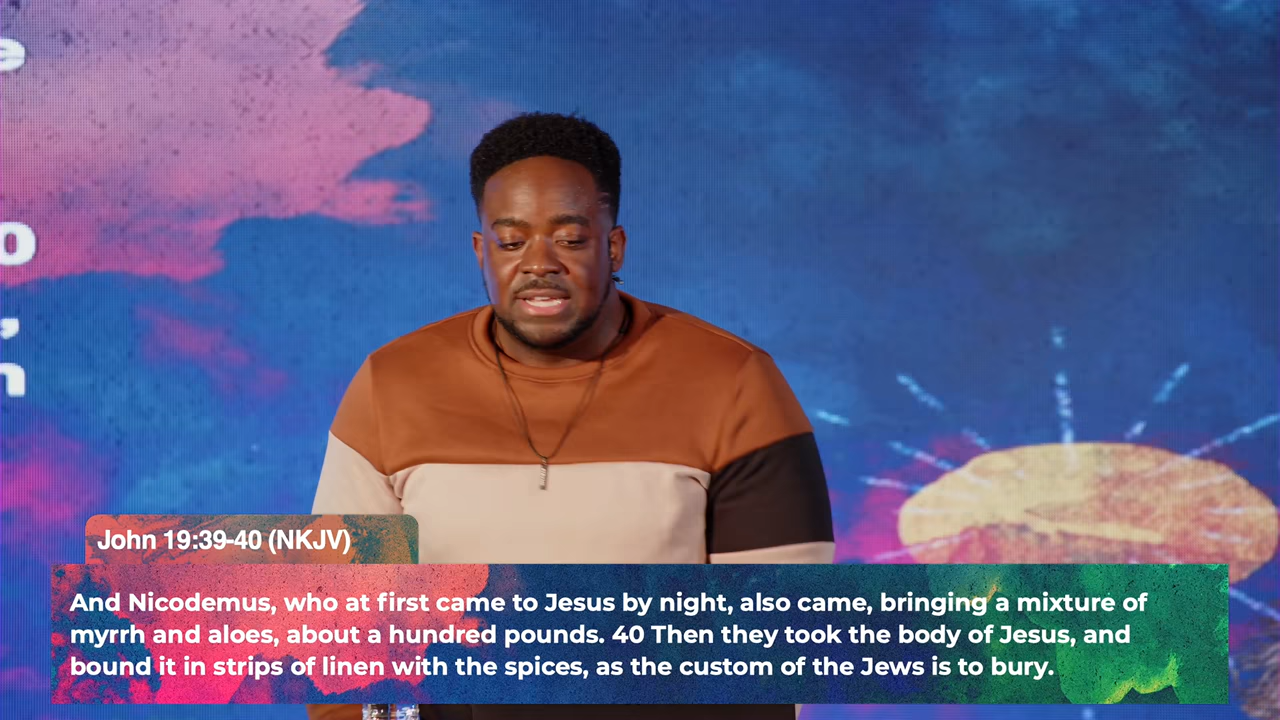 John 19:39-40 (NKJV)
And Nicodemus, who at first came to Jesus by night, also came, bringing a mixture of
myrrh and aloes, about a hundred pounds. 40 Then they took the body of Jesus, and
bound it in strips of linen with the spices, as the custom of the Jews is to bury.